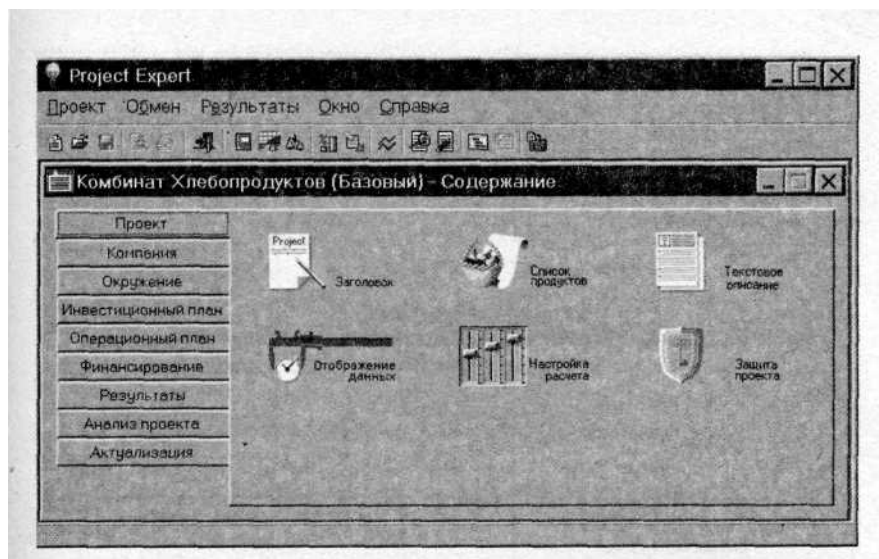 Project Expert
Проект Обмен Результаты Окно Справка
Комбинат Хлебопродуктов (Базовый) – Содержание
Проект
Компания
Окружение
Инвестиционный план
Операционный план
Финансирование
Результаты
Анализ проекта
Актуализация
Project
Заголовок
Список
продуктов
Текстовое
описание
Отображение
данных
Настройка
расчета
Защита
проекта